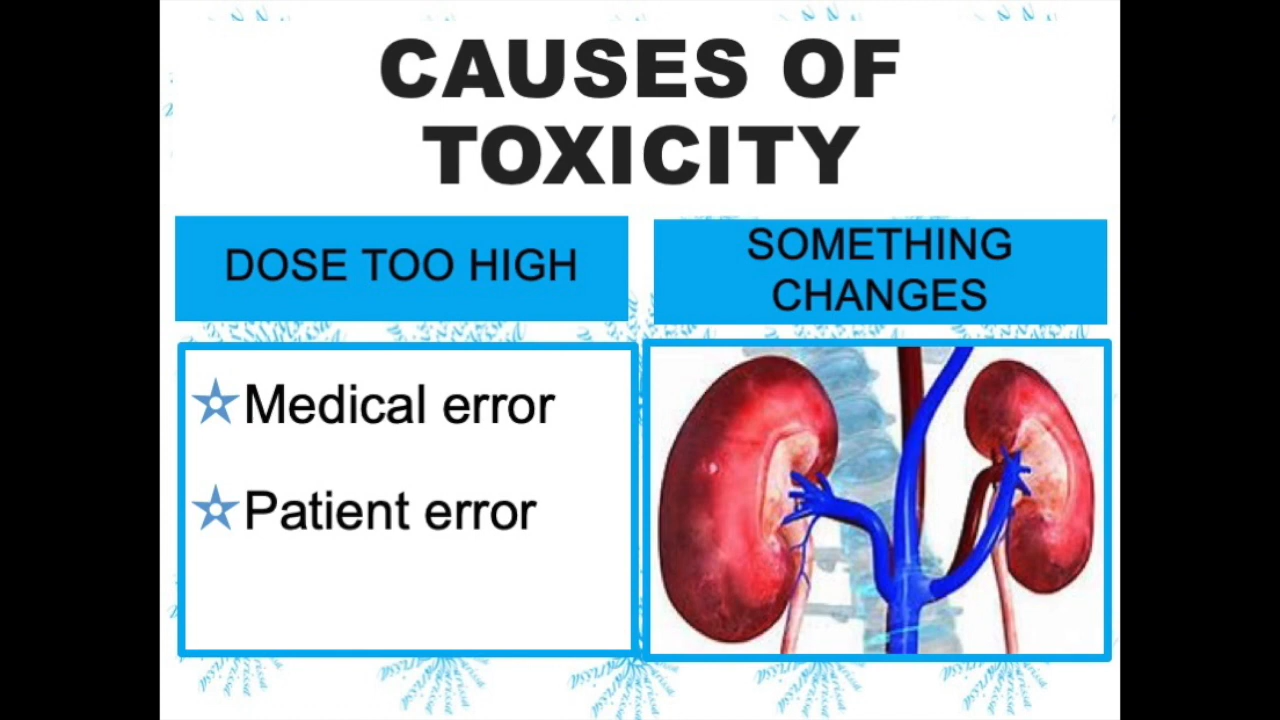 CAUSES OF
TOXICITY
DOSE TOO HIGH
SOMETHING
CHANGES
Medical error
Patient error